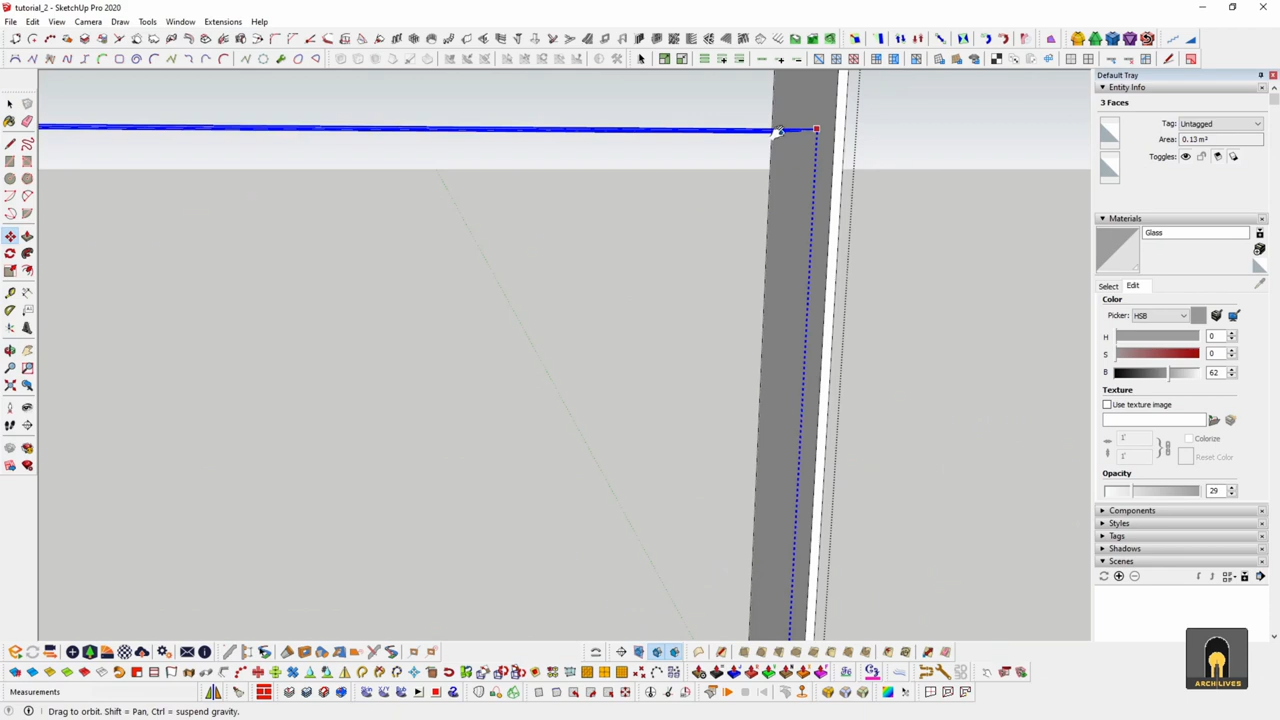 tutorial_2 - SketchUp Pro 2020
File Edit View Camera Draw Tools Window Extensions Help
Default Tray
Entity Info
3 Faces
Tag: Untagged
Area: 0.13 m²
Toggles:
Materials
Glass
Select Edit
Color
Picker: HSB
H 0
S 0
B 62
Texture
Use texture image
1' Colorize
1' Reset Color
Opacity
29
Components
Styles
Tags
Shadows
Scenes
ARCHILIVES
Measurements
Drag to orbit. Shift = Pan, Ctrl = suspend gravity.